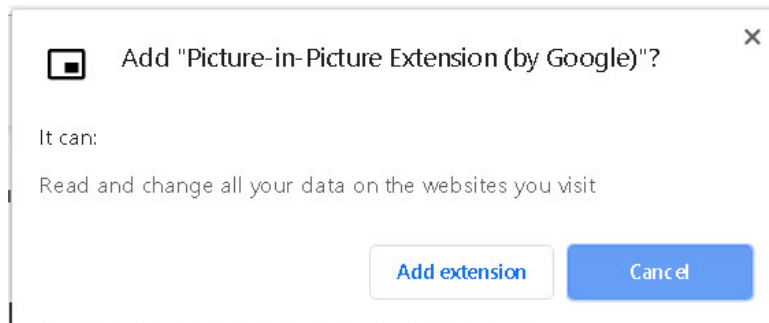 Add "Picture-in-Picture Extension (by Google)"?
It can:
Read and change all your data on the websites you visit
Add extension
Cancel